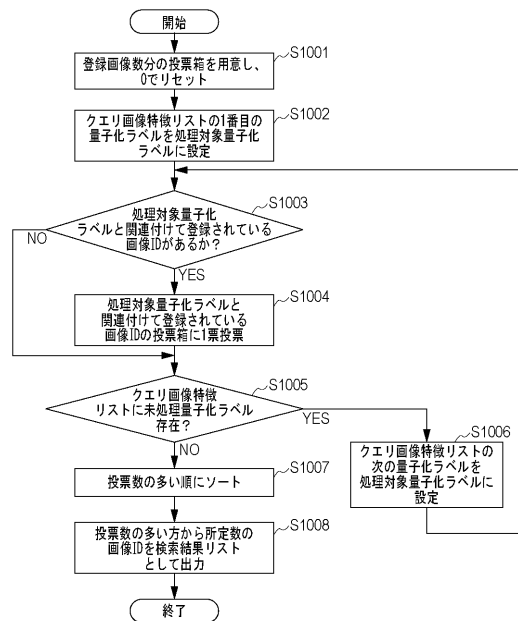 開始
S1001
登録画像数分の投票箱を用意し、
0でリセット
S1002
クエリ画像特徴リストの1番目の
量子化ラベルを処理対象量子化
ラベルに設定
S1003
処理対象量子化
ラベルと関連付けて登録されている
画像IDがあるか？
NO
YES
S1004
処理対象量子化ラベルと
関連付けて登録されている
画像IDの投票箱に1票投票
S1005
クエリ画像特徴
リストに未処理量子化ラベル
存在？
YES
NO
S1006
クエリ画像特徴リストの
次の量子化ラベルを
処理対象量子化ラベルに
設定
S1007
投票数の多い順にソート
S1008
投票数の多い方から所定数の
画像IDを検索結果リスト
として出力
終了